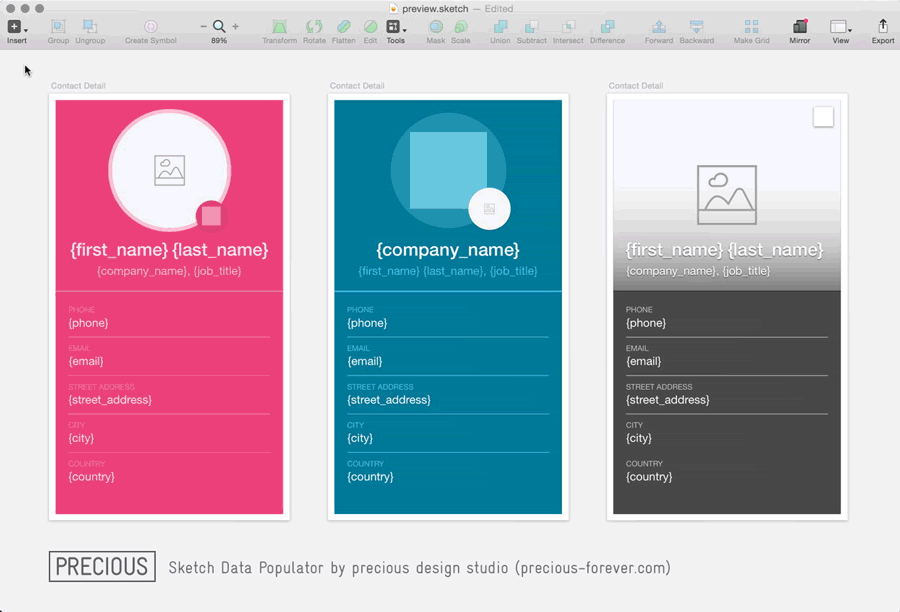 preview.sketch — Edited
Insert Group Ungroup Create Symbol 89% Transform Rotate Flatten Edit Tools Mask Scale Union Subtract Intersect Difference Forward Backward Make Grid Mirror View Export
Contact Detail
{first_name} {last_name}
{company_name}, {job_title}
PHONE
{phone}
EMAIL
{email}
STREET ADDRESS
{street_address}
CITY
{city}
COUNTRY
{country}
Contact Detail
{company_name}
{first_name} {last_name}, {job_title}
PHONE
{phone}
EMAIL
{email}
STREET ADDRESS
{street_address}
CITY
{city}
COUNTRY
{country}
Contact Detail
{first_name} {last_name}
{company_name}, {job_title}
PHONE
{phone}
EMAIL
{email}
STREET ADDRESS
{street_address}
CITY
{city}
COUNTRY
{country}
PRECIOUS Sketch Data Populator by precious design studio (precious-forever.com)